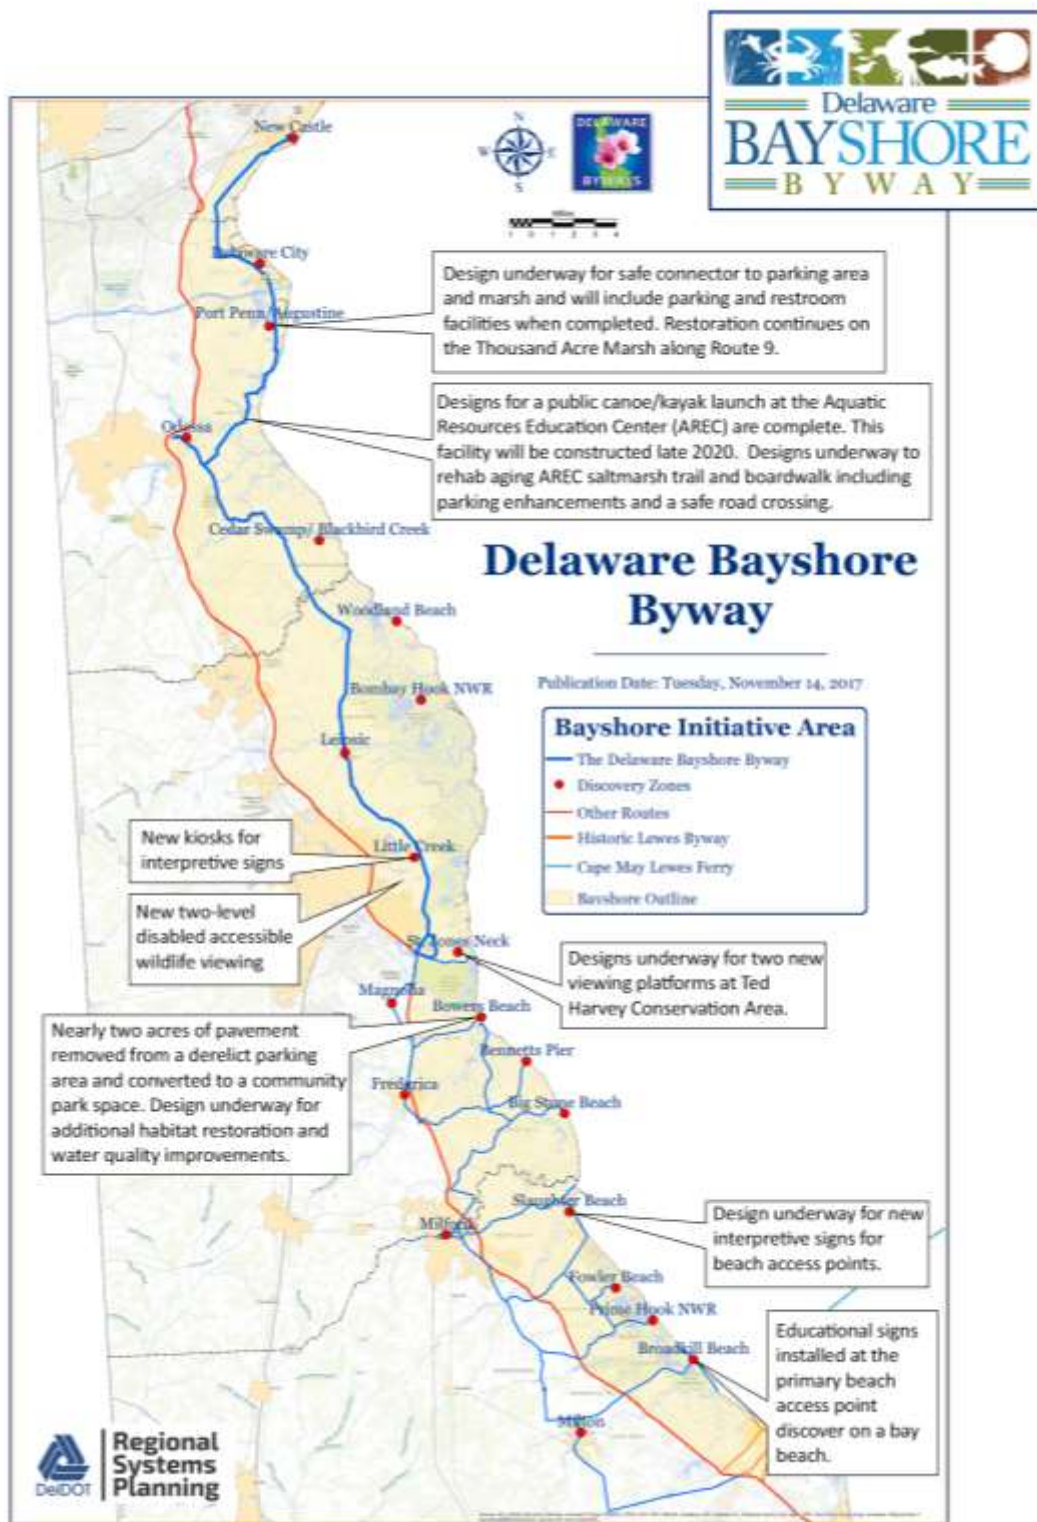 Delaware
BAYSHORE
BYWAY
New Castle
N
W E
S
DELAWARE
BYWAYS
Miles
1 0 1 2 3 4
Delaware City
Design underway for safe connector to parking area
and marsh and will include parking and restroom
facilities when completed. Restoration continues on
the Thousand Acre Marsh along Route 9.
Port Penn/Augustine
Designs for a public canoe/kayak launch at the Aquatic
Resources Education Center (AREC) are complete. This
facility will be constructed late 2020. Designs underway to
rehab aging AREC saltmarsh trail and boardwalk including
parking enhancements and a safe road crossing.
Odessa
Cedar Swamp/ Blackbird Creek
Delaware Bayshore
Byway
Woodland Beach
Publication Date: Tuesday, November 14, 2017
Bombay Hook NWR
Bayshore Initiative Area
The Delaware Bayshore Byway
Discovery Zones
Other Routes
Historic Lewes Byway
Cape May Lewes Ferry
Bayshore Outline
Leipsic
New kiosks for
interpretive signs
Little Creek
New two-level
disabled accessible
wildlife viewing
St. Jones Neck
Designs underway for two new
viewing platforms at Ted
Harvey Conservation Area.
Magnolia
Bowers Beach
Nearly two acres of pavement
removed from a derelict parking
area and converted to a community
park space. Design underway for
additional habitat restoration and
water quality improvements.
Bennetts Pier
Frederica
Big Stone Beach
Slaughter Beach
Design underway for new
interpretive signs for
beach access points.
Milford
Fowler Beach
Prime Hook NWR
Broadkill Beach
Educational signs
installed at the
primary beach
access point
discover on a bay
beach.
Milton
DelDOT
Regional
Systems
Planning